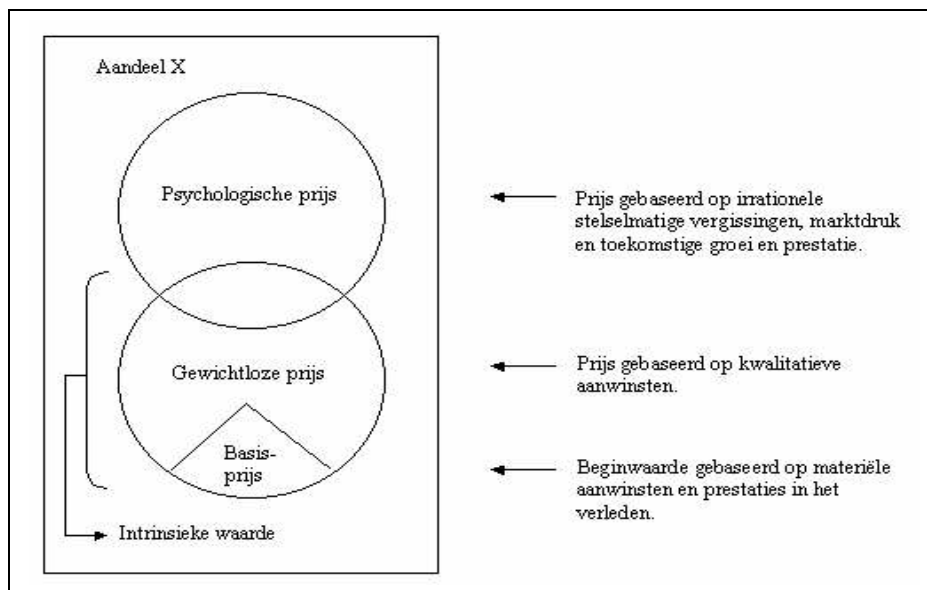 Aandeel X
Psychologische prijs
Prijs gebaseerd op irrationele
stelselmatige vergissingen, marktdruk
en toekomstige groei en prestatie.
Gewichtloze prijs
Prijs gebaseerd op kwalitatieve
aanwinsten.
Basis-
prijs
Beginwaarde gebaseerd op materiële
aanwinsten en prestaties in het
verleden.
Intrinsieke waarde